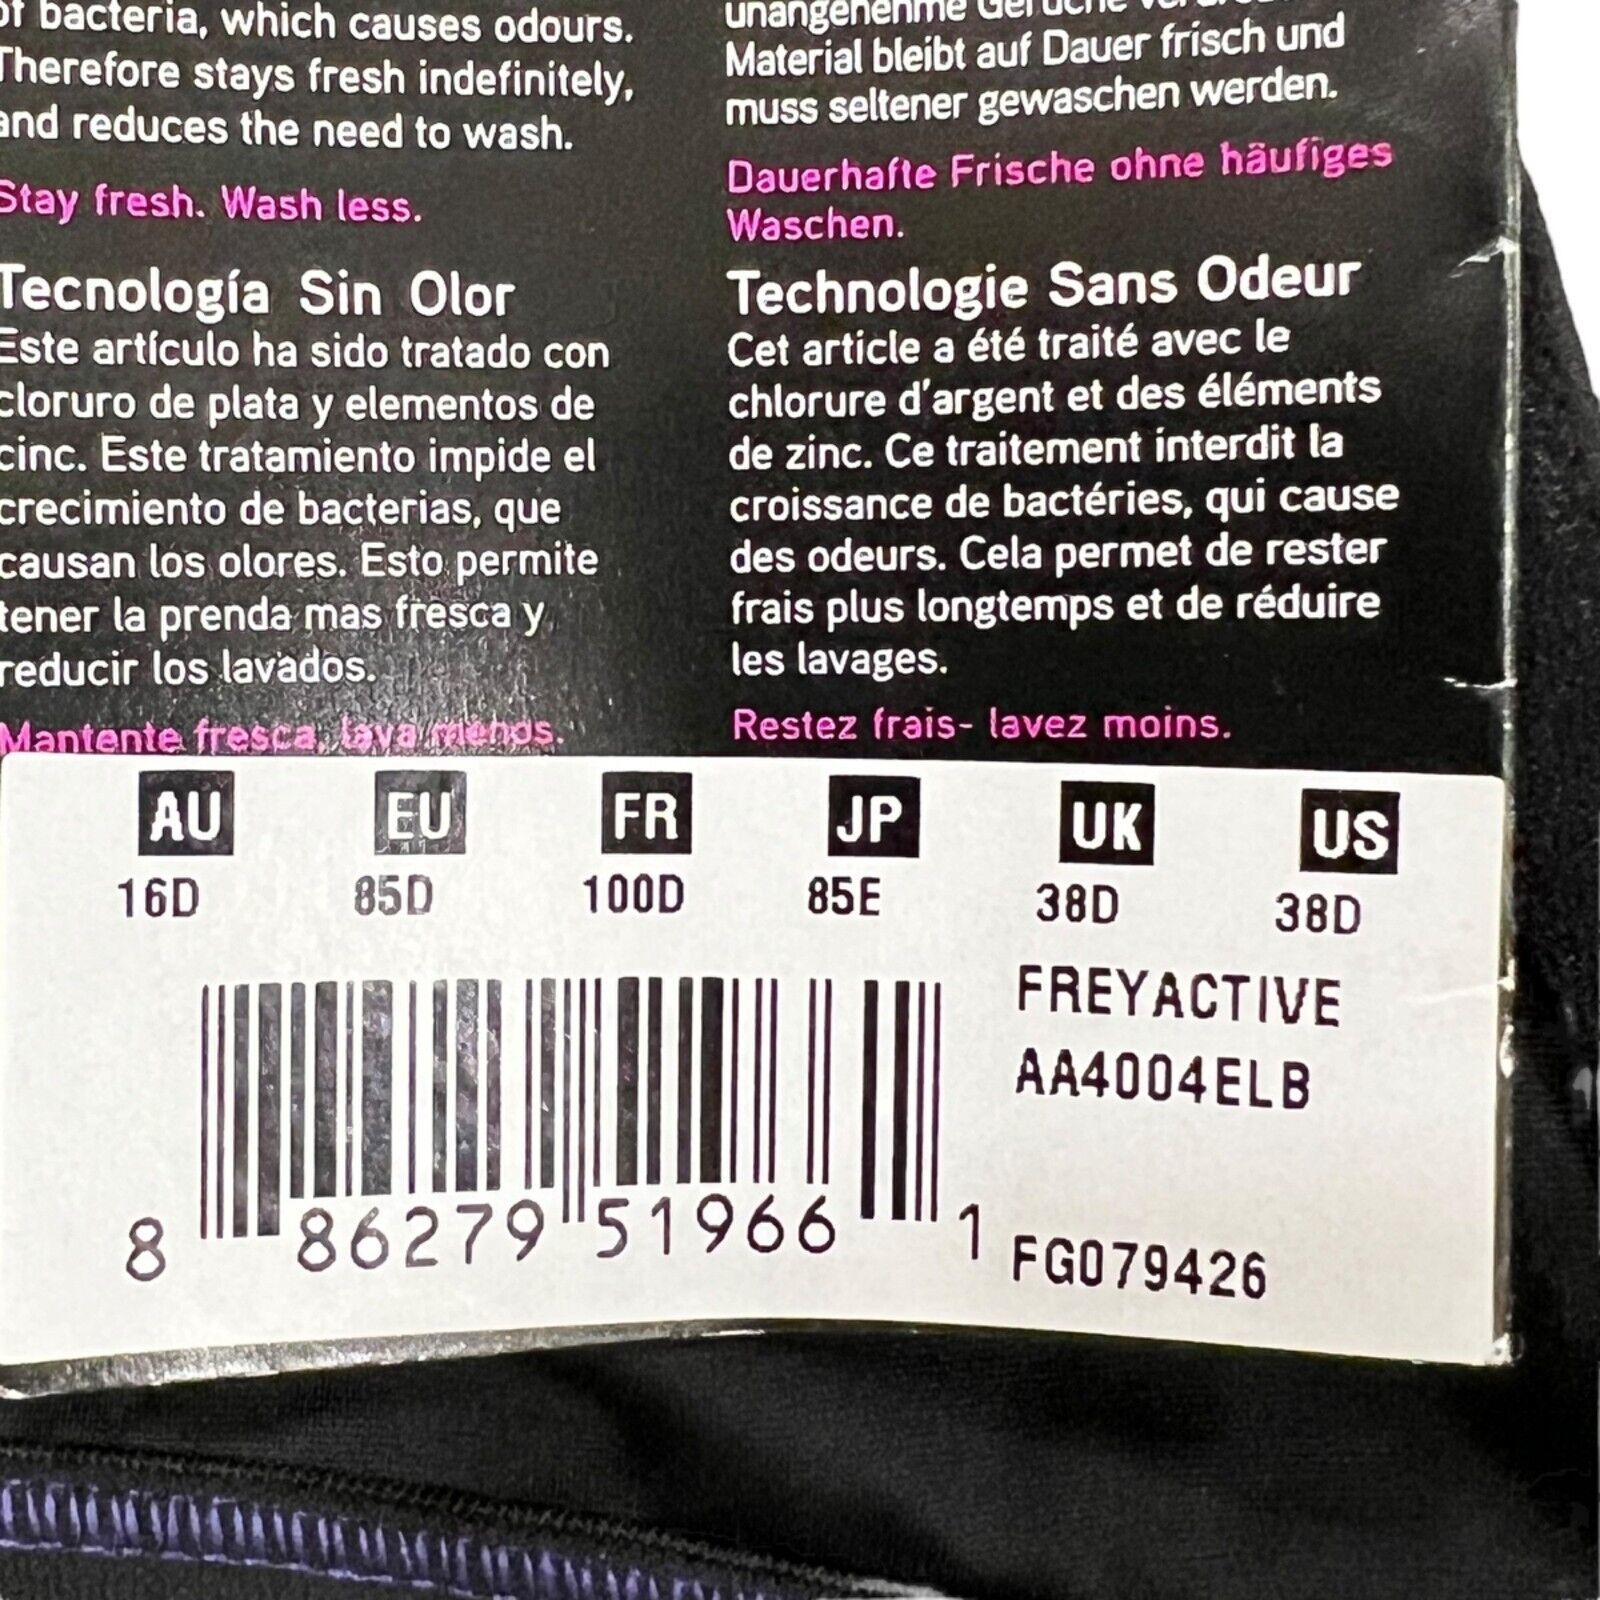 of bacteria, which causes odours.
Therefore stays fresh indefinitely,
and reduces the need to wash.
Stay fresh. Wash less.
unangenehme Gerüche
Material bleibt auf Dauer frisch und
muss seltener gewaschen werden.
Dauerhafte Frische ohne häufiges
Waschen.
Tecnología Sin Olor
Este artículo ha sido tratado con
cloruro de plata y elementos de
cinc. Este tratamiento impide el
crecimiento de bacterias, que
causan los olores. Esto permite
tener la prenda mas fresca y
reducir los lavados.
Mantente fresca, lava menos.
Technologie Sans Odeur
Cet article a été traité avec le
chlorure d'argent et des éléments
de zinc. Ce traitement interdit la
croissance de bactéries, qui cause
des odeurs. Cela permet de rester
frais plus longtemps et de réduire
les lavages.
Restez frais- lavez moins.
AU EU FR JP UK US
16D 85D 100D 85E 38D 38D
FREYACTIVE
AA4004ELB
8 86279 51966 1
FG079426